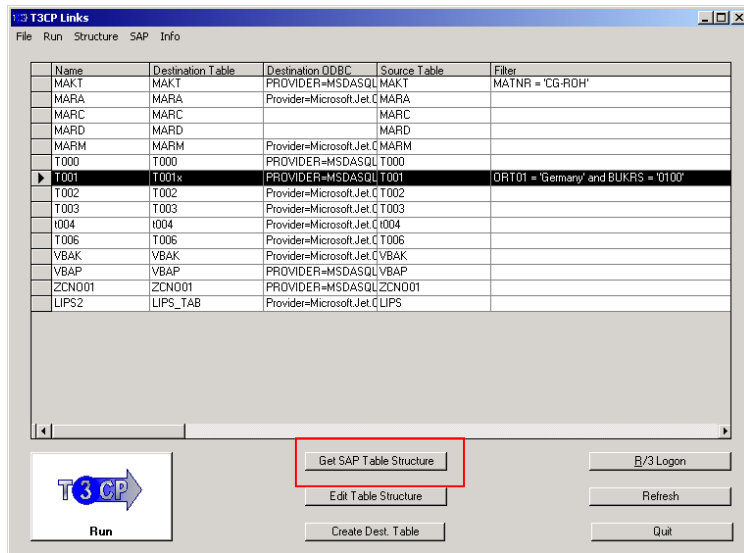 T3CP Links
File Run Structure SAP Info
Name Destination Table Destination ODBC Source Table Filter
MAKT MAKT PROVIDER=MSDASQL MAKT MATNR = 'CG-ROH'
MARA MARA Provider=Microsoft.Jet.O MARA
MARC MARC MARC
MARD MARD MARD
MARM MARM Provider=Microsoft.Jet.O MARM
T000 T000 PROVIDER=MSDASQL T000
T001 T001x PROVIDER=MSDASQL T001 ORT01 = 'Germany' and BUKRS = '0100'
T002 T002 Provider=Microsoft.Jet.O T002
T003 T003 Provider=Microsoft.Jet.O T003
t004 t004 Provider=Microsoft.Jet.O t004
T006 T006 Provider=Microsoft.Jet.O T006
VBAK VBAK Provider=Microsoft.Jet.O VBAK
VBAP VBAP PROVIDER=MSDASQL VBAP
ZCN001 ZCN001 PROVIDER=MSDASQL ZCN001
LIPS2 LIPS_TAB Provider=Microsoft.Jet.O LIPS
Get SAP Table Structure R/3 Logon
T3CP
Edit Table Structure Refresh
Run Create Dest. Table Quit